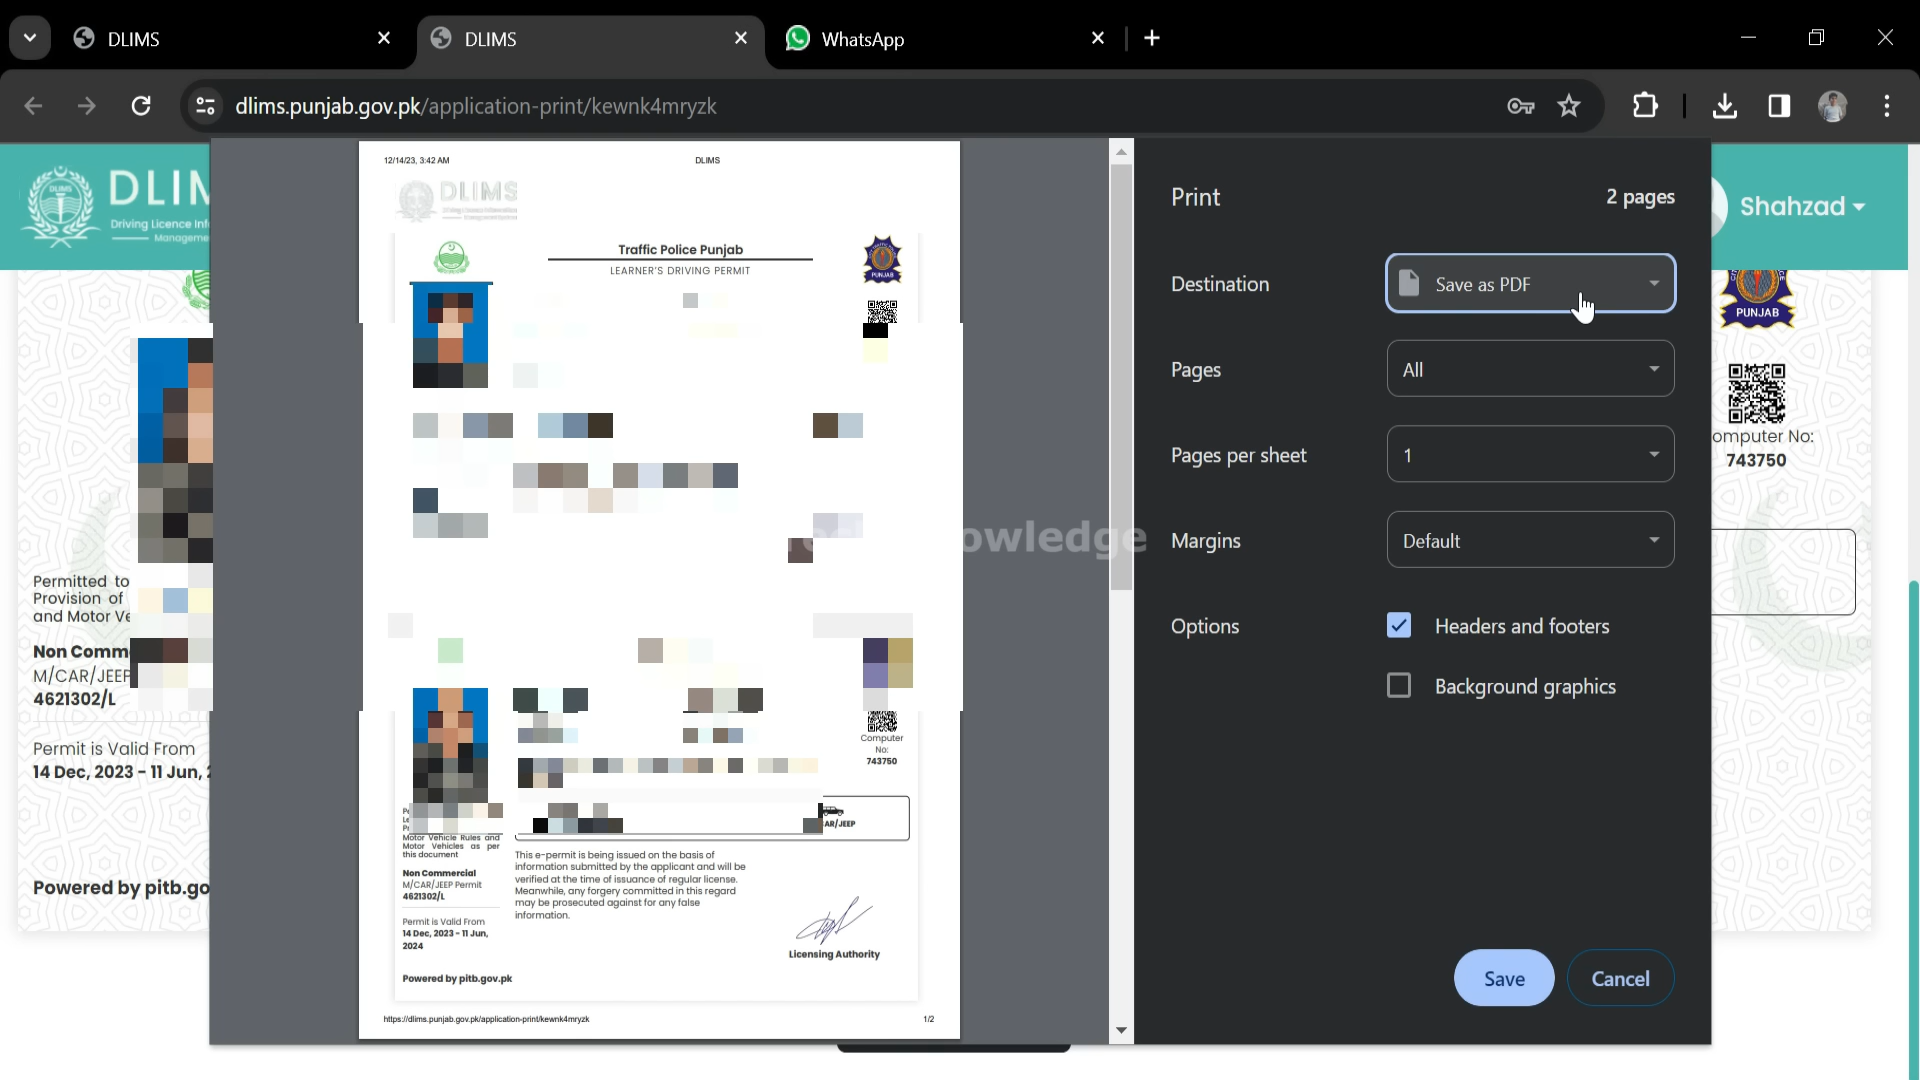 DLIMS
DLIMS
WhatsApp
dlims.punjab.gov.pk/application-print/kewnk4mryzk
DLIMS
DLIM
Driving Licence Inf
Manageme
Shahzad
12/14/23, 3:42 AM
DLIMS
DLIMS
Traffic Police Punjab
LEARNER'S DRIVING PERMIT
PUNJAB
Print
2 pages
Destination
Save as PDF
Pages
All
Pages per sheet
1
Margins
Default
Options
Headers and footers
Background graphics
Save
Cancel
PUNJAB
omputer No:
743750
owledge
Permitted to
Provision of
and Motor Ve
Non Comm
M/CAR/JEEP
4621302/L
Permit is Valid From
14 Dec, 2023 - 11 Jun,
Powered by pitb.go
Computer
No:
743750
AR/JEEP
Motor Vehicle Rules and
Motor Vehicles as per
this document
Non Commercial
M/CAR/JEEP Permit
4621302/L
Permit is Valid From
14 Dec, 2023 - 11 Jun,
2024
Powered by pitb.gov.pk
This e-permit is being issued on the basis of
information submitted by the applicant and will be
verified at the time of issuance of regular license.
Meanwhile, any forgery committed in this regard
may be prosecuted against for any false
information.
Licensing Authority
https://dlims.punjab.gov.pk/application-print/kewnk4mryzk
1/2